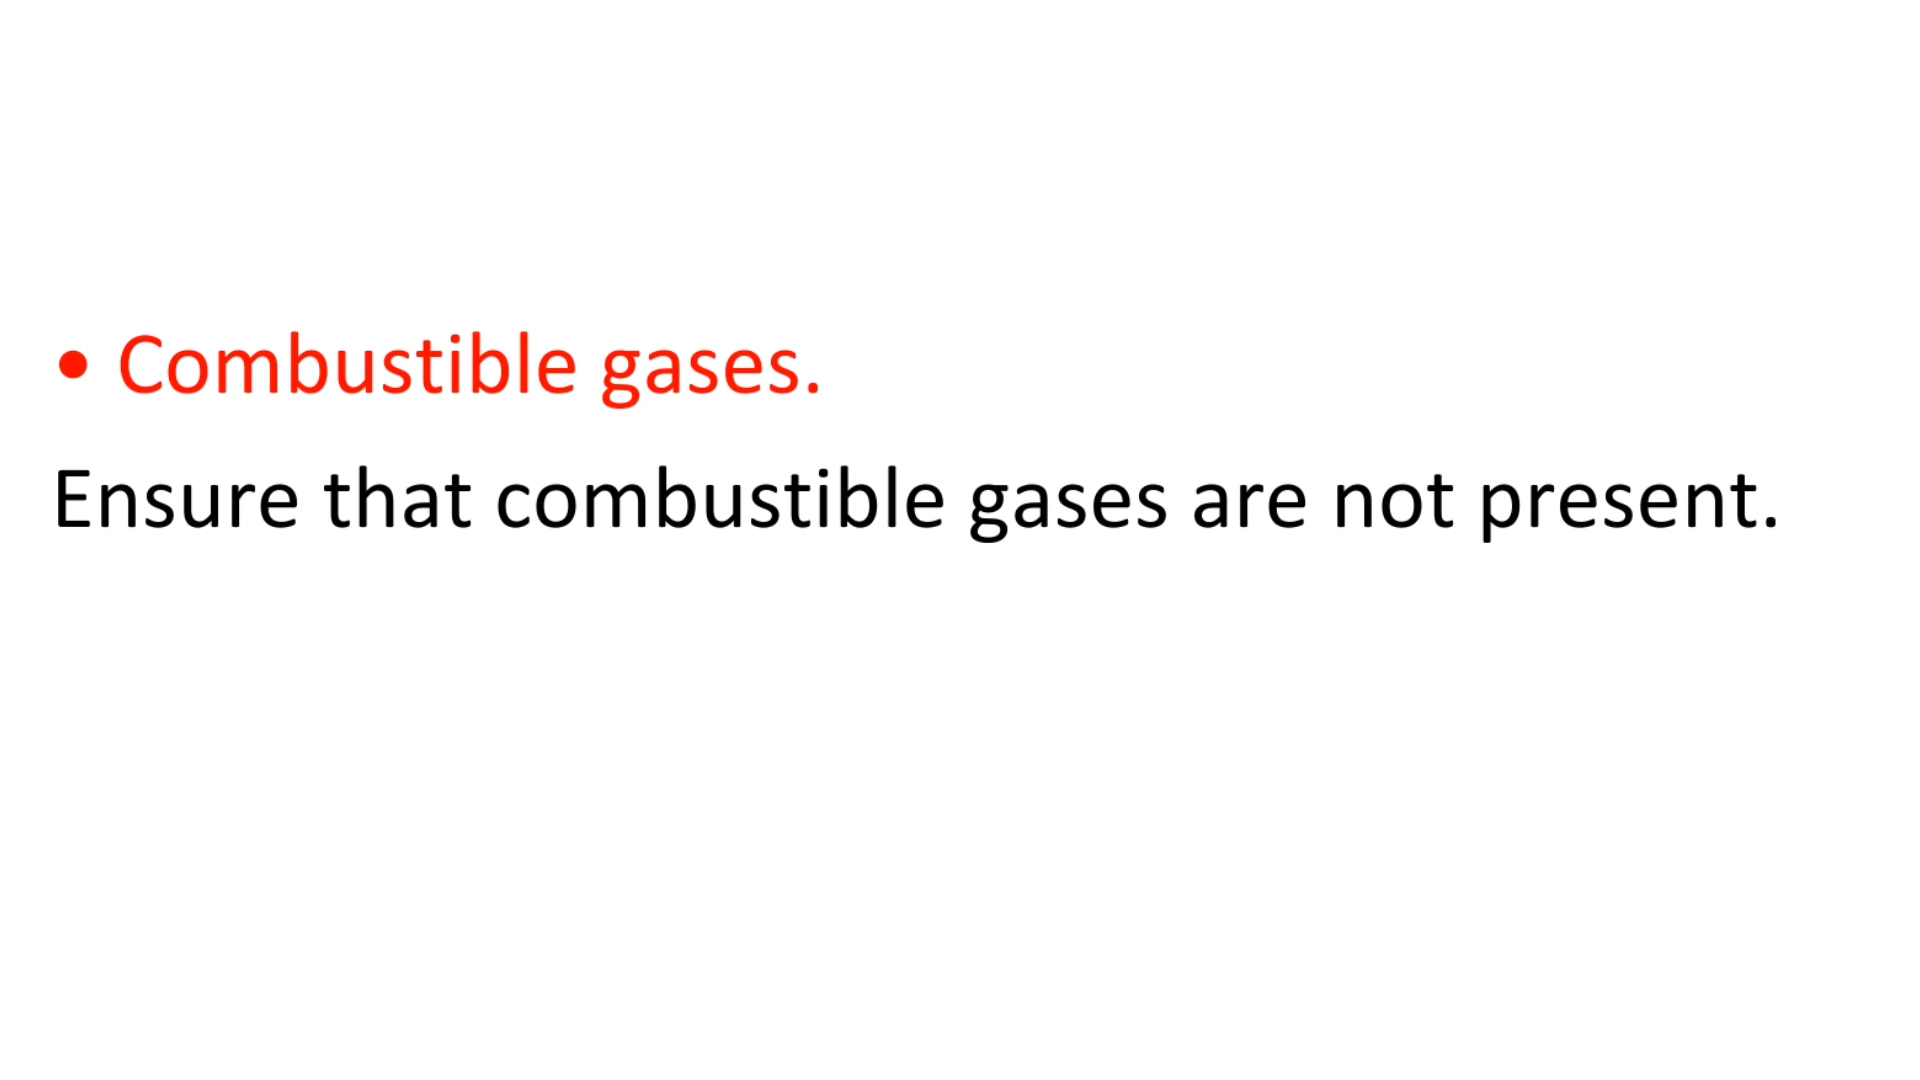 • Combustible gases.
Ensure that combustible gases are not present.